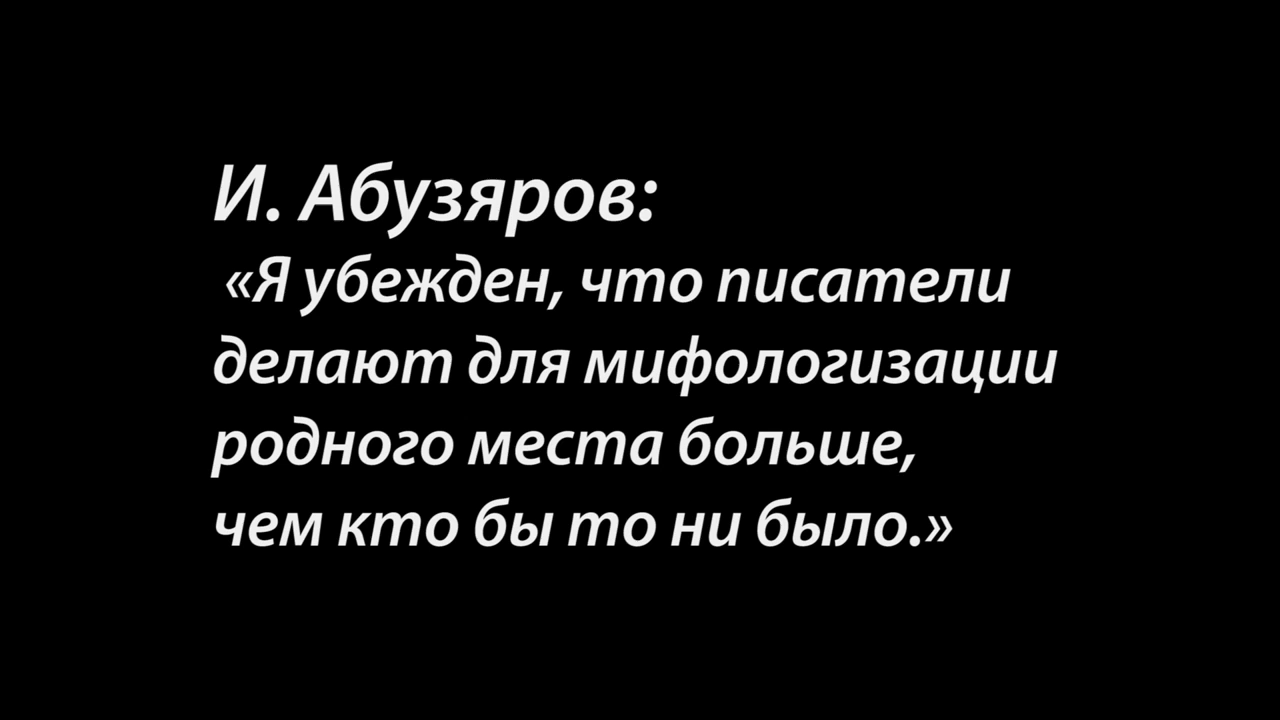 И. Абузяров:
«Я убежден, что писатели
делают для мифологизации
родного места больше,
чем кто бы то ни было.»